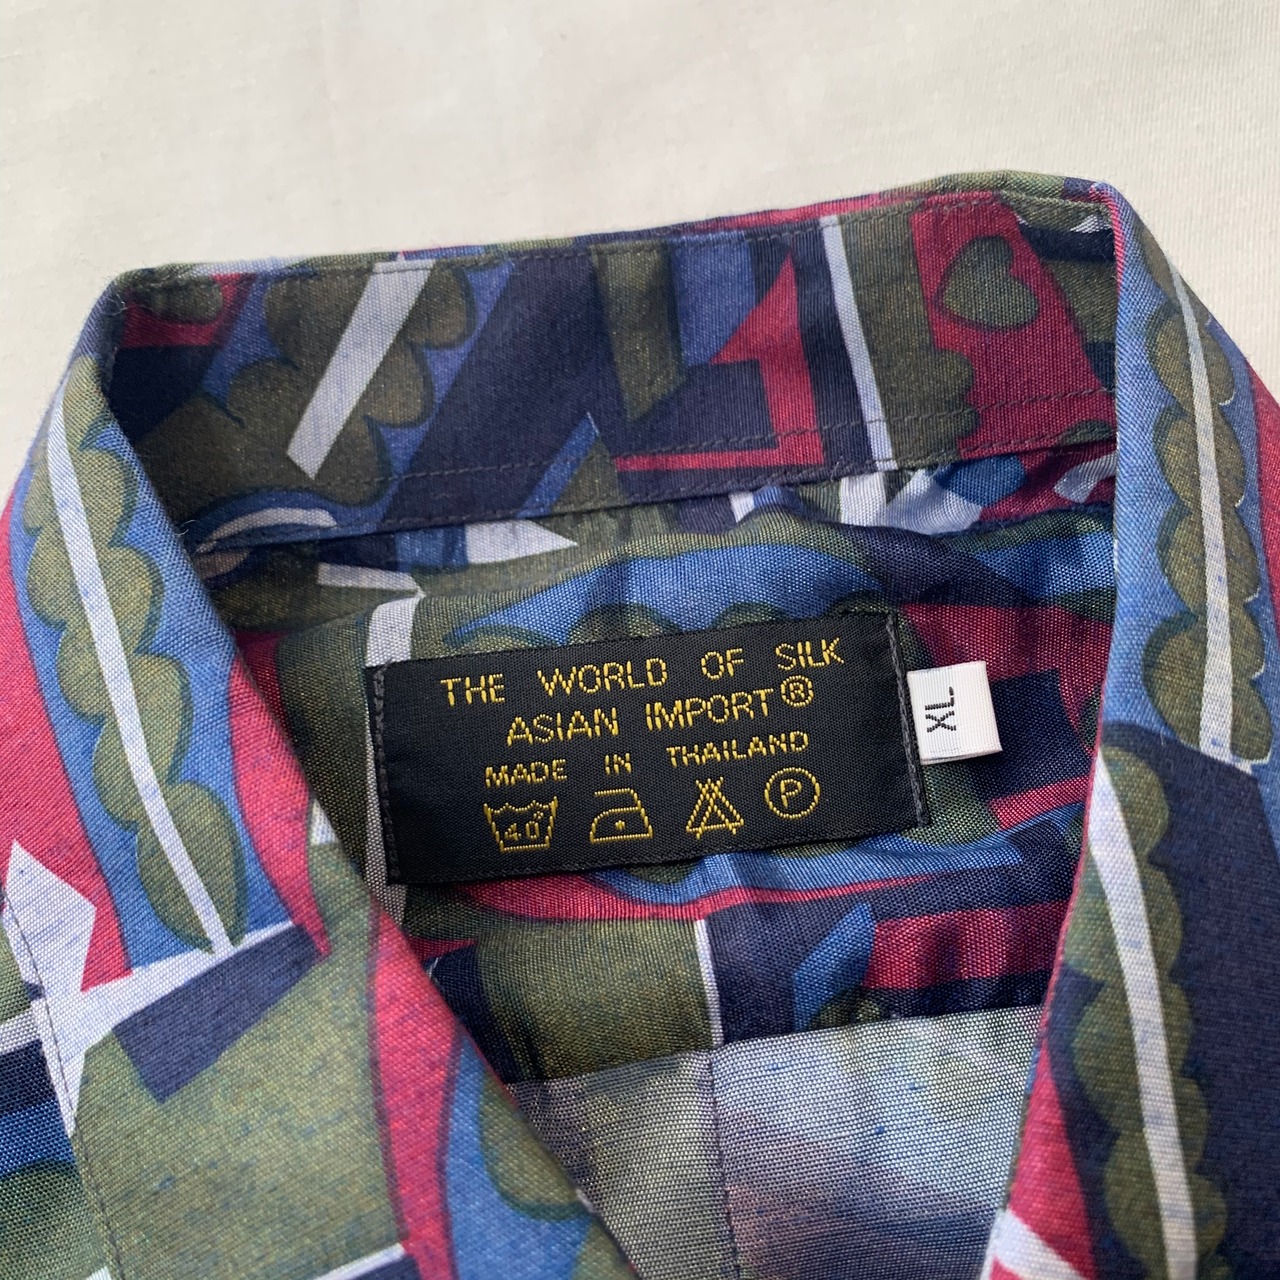 THE WORLD OF SILK
ASIAN IMPORT®
MADE IN THAILAND
40° P
XL